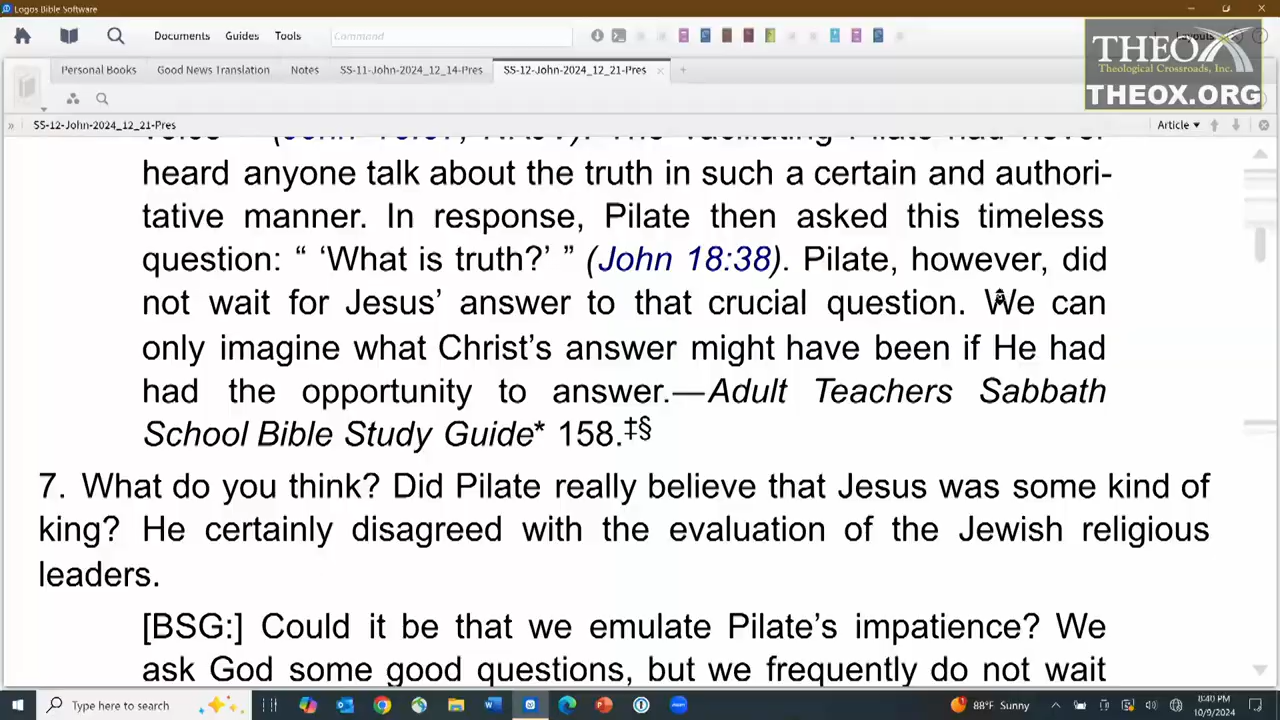 Logos Bible Software
Documents Guides Tools Command Layouts
THEOX
Theological Crossroads, Inc.
THEOX.ORG
Personal Books Good News Translation Notes SS-12-John-2024_12_21-Pres
SS-12-John-2024_12_21-Pres Article
heard anyone talk about the truth in such a certain and authori-
tative manner. In response, Pilate then asked this timeless
question: “ ‘What is truth?’ ” (John 18:38). Pilate, however, did
not wait for Jesus’ answer to that crucial question. We can
only imagine what Christ’s answer might have been if He had
had the opportunity to answer.—Adult Teachers Sabbath
School Bible Study Guide* 158.‡§
7. What do you think? Did Pilate really believe that Jesus was some kind of
king? He certainly disagreed with the evaluation of the Jewish religious
leaders.
[BSG:] Could it be that we emulate Pilate’s impatience? We
ask God some good questions, but we frequently do not wait
Type here to search 88°F Sunny 8:40 PM
10/9/2024